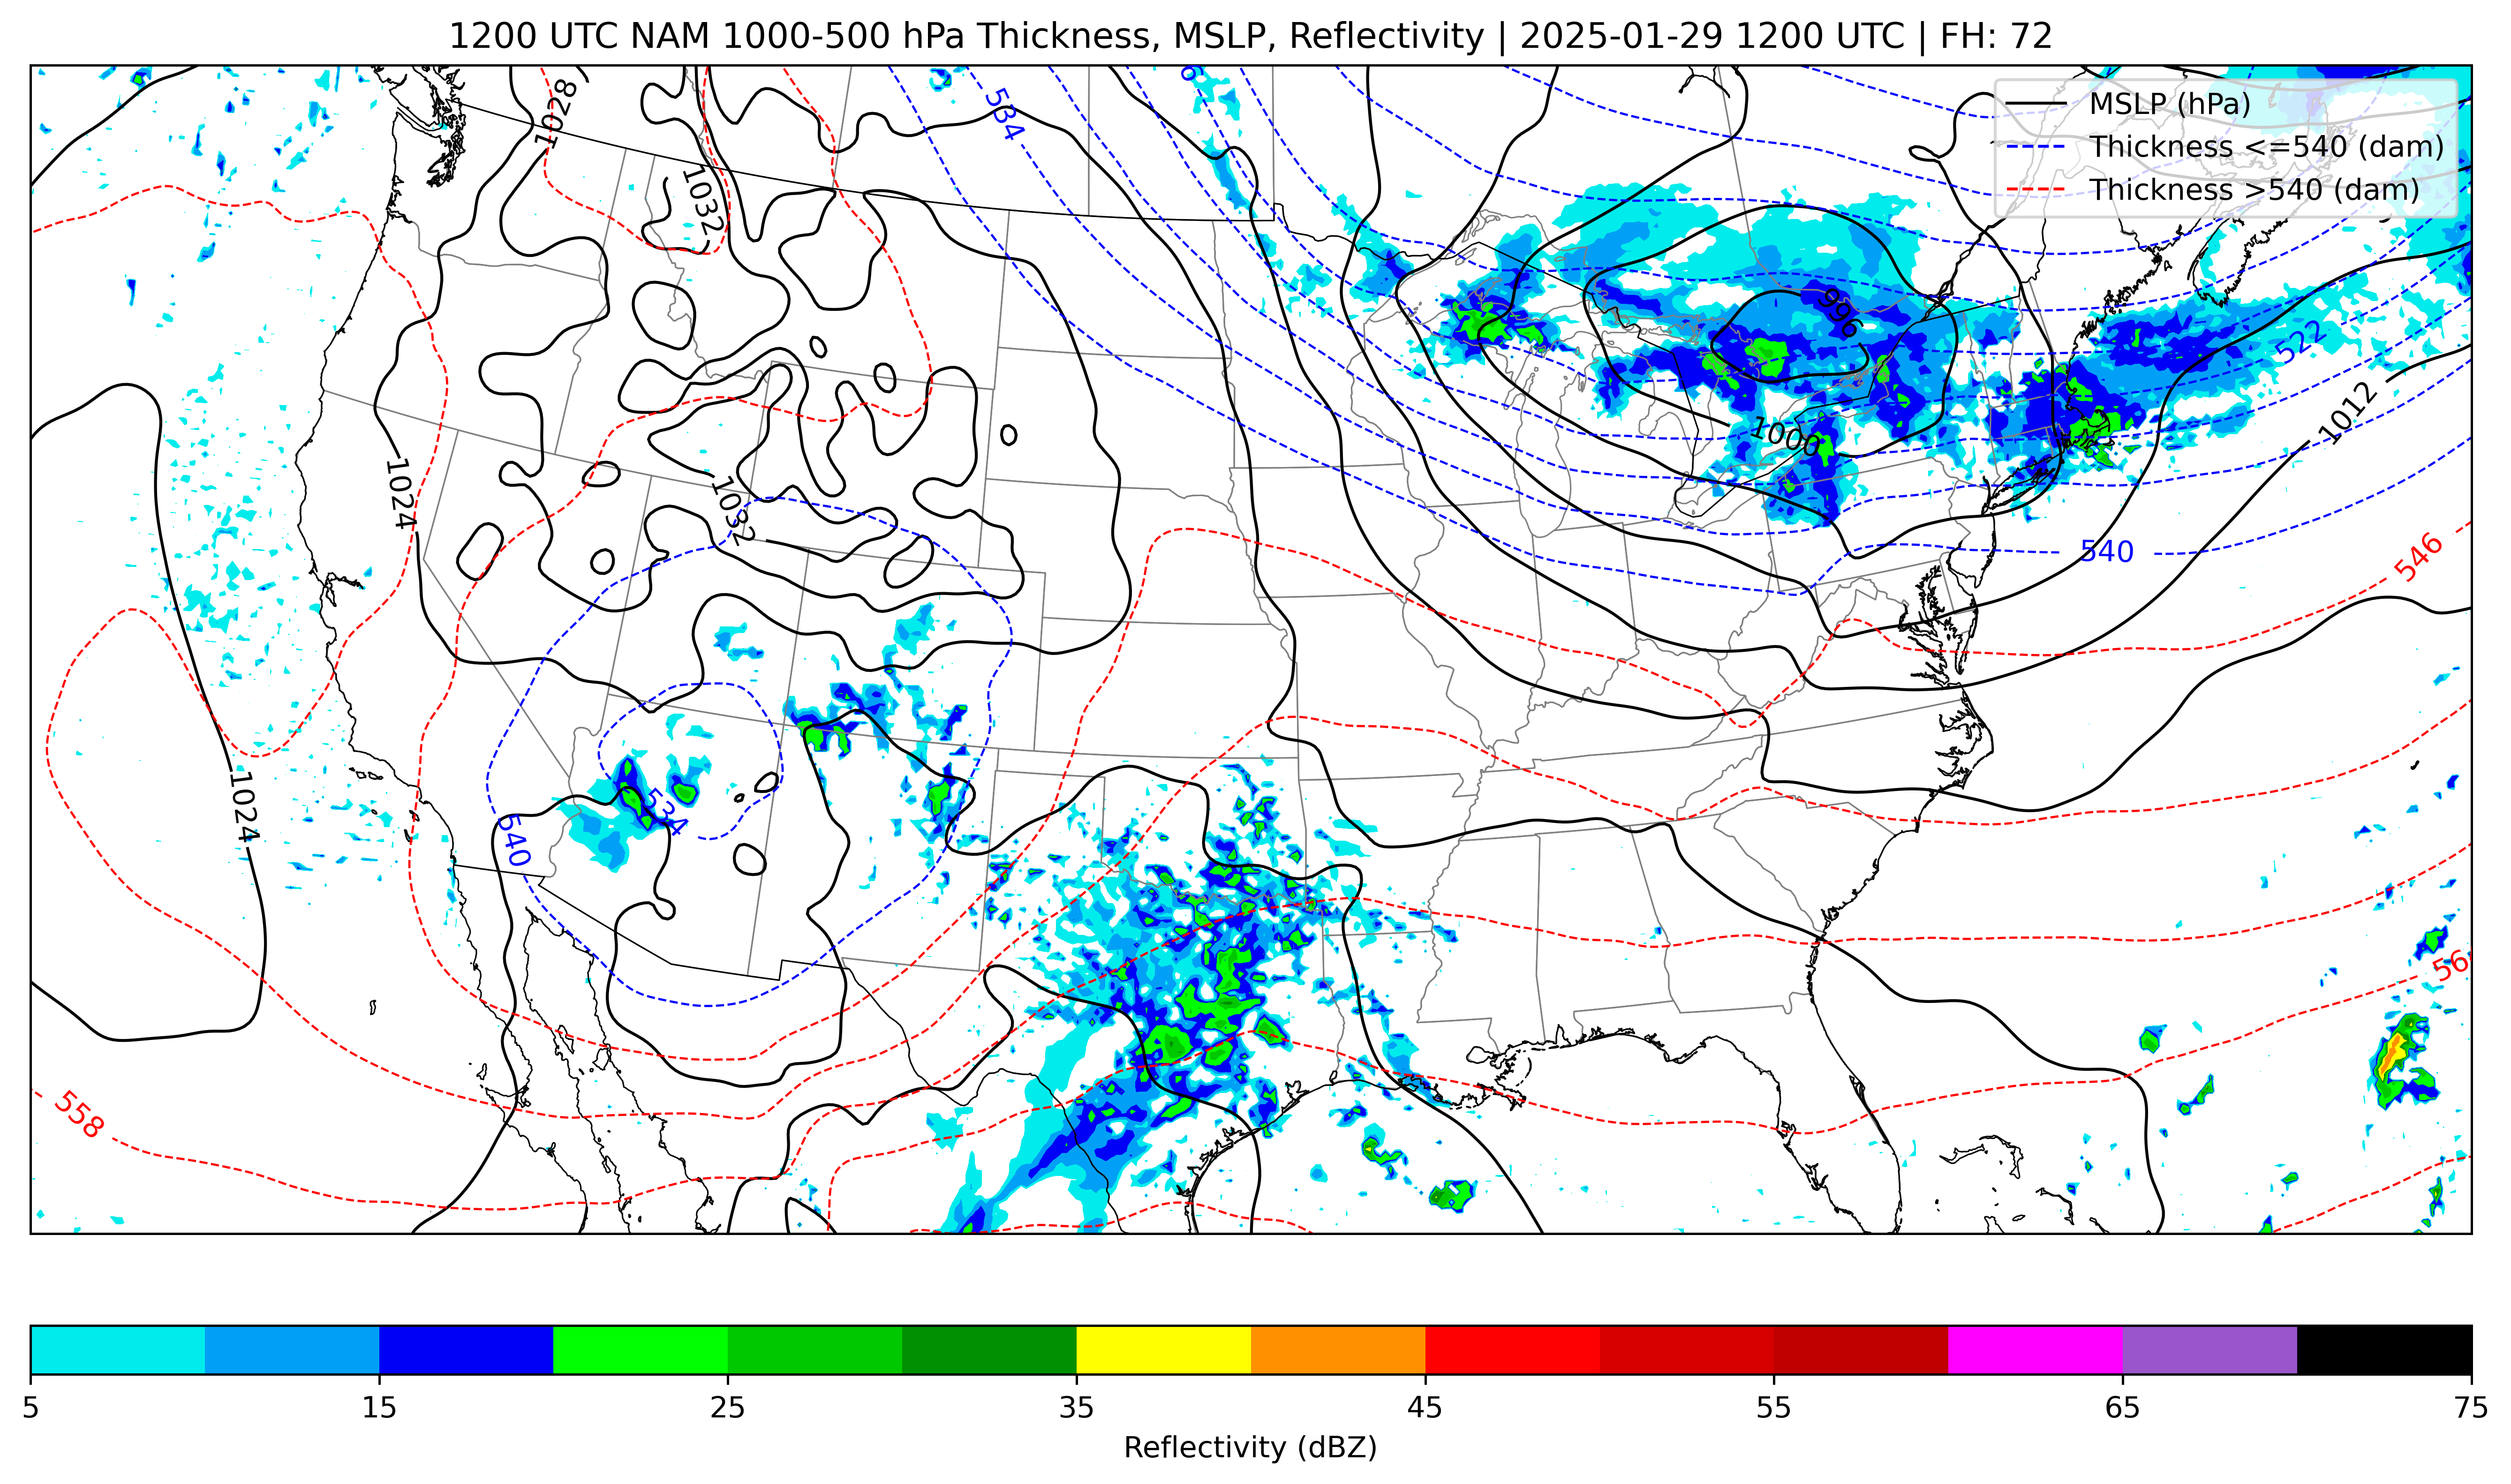 1200 UTC NAM 1000-500 hPa Thickness, MSLP, Reflectivity | 2025-01-29 1200 UTC | FH: 72
MSLP (hPa)
Thickness <=540 (dam)
Thickness >540 (dam)
1028
534
1032
996
522
1012
1000
1024
1032
540
546
1024
534
540
558
5 15 25 35 45 55 65 75
Reflectivity (dBZ)